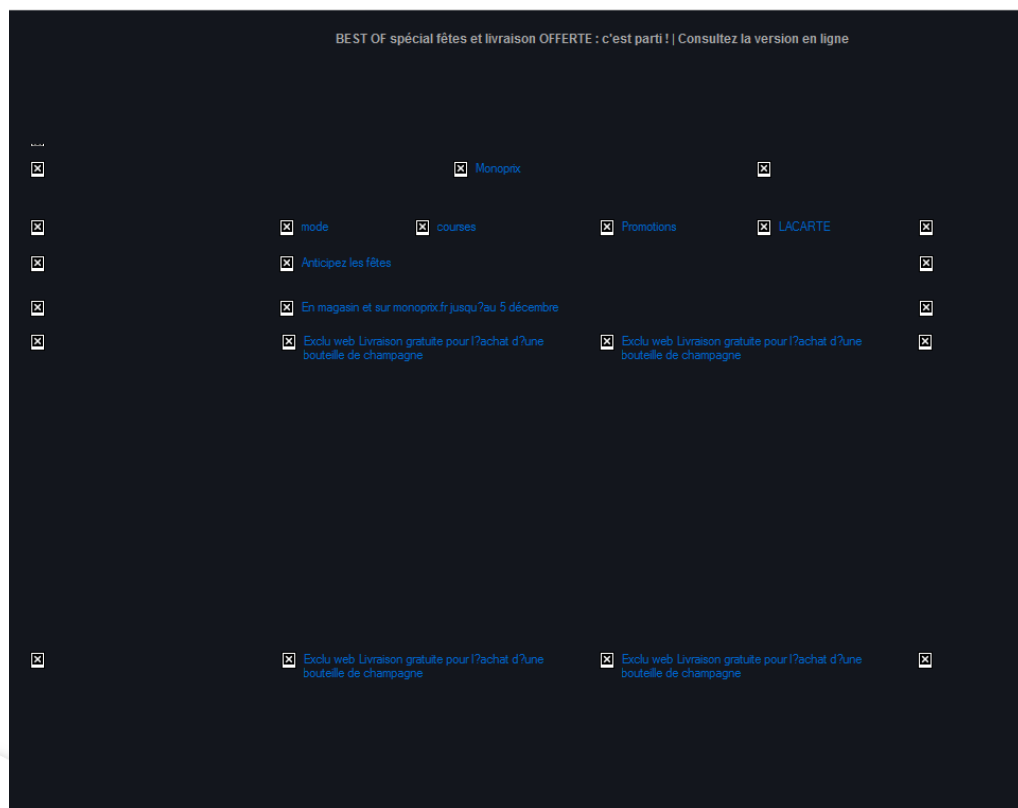 BEST OF spécial fêtes et livraison OFFERTE : c'est parti ! | Consultez la version en ligne
Monoprix
mode courses Promotions LACARTE
Anticipez les fêtes
En magasin et sur monoprix.fr jusqu?au 5 décembre
Exclu web Livraison gratuite pour l?achat d?une bouteille de champagne
Exclu web Livraison gratuite pour l?achat d?une bouteille de champagne
Exclu web Livraison gratuite pour l?achat d?une bouteille de champagne
Exclu web Livraison gratuite pour l?achat d?une bouteille de champagne